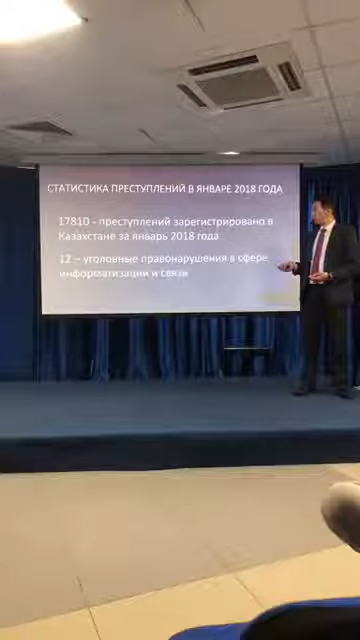 СТАТИСТИКА ПРЕСТУПЛЕНИЙ В ЯНВАРЕ 2018 ГОДА
17810 - преступлений зарегистрировано в
Казахстане за январь 2018 года
12 – уголовные правонарушения в сфере
информатизации и связи